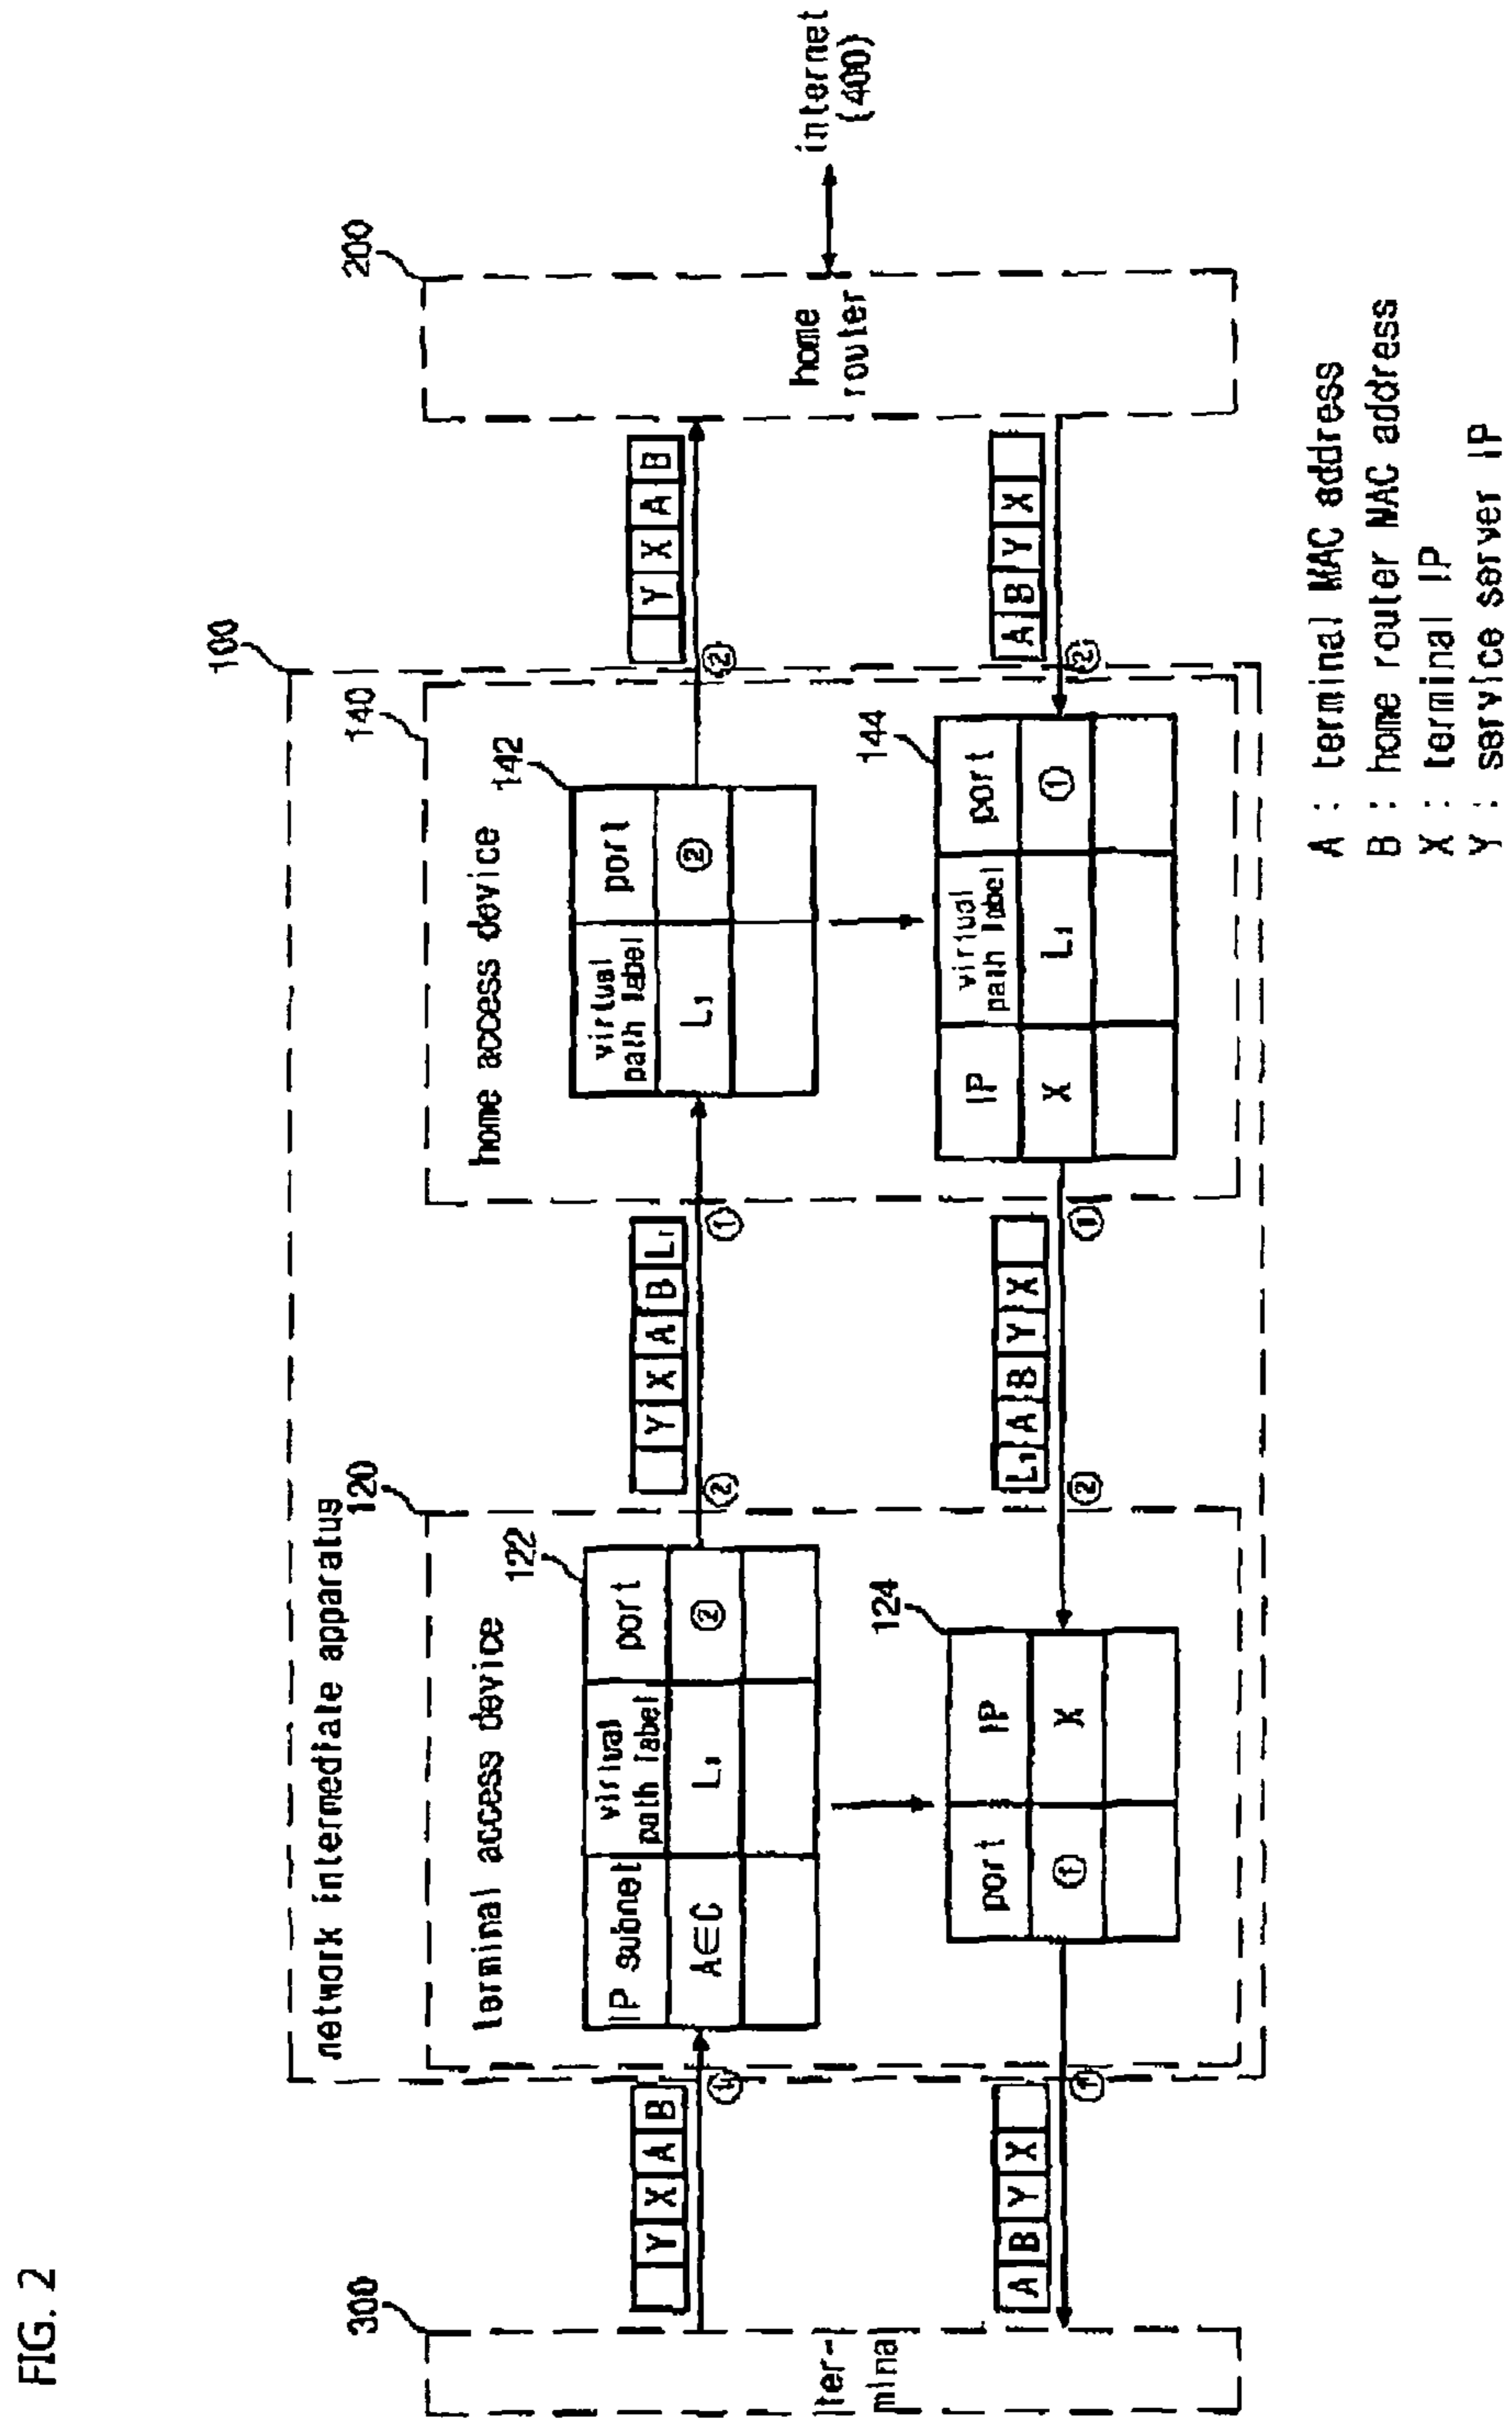 FIG. 2
100
network intermediate apparatus
300
ter-
minal
Y X A B
①
A B Y X
①
120
terminal access device
122
IP subnet
virtual
path label
port
A∈C
L₁
②
124
port
IP
①
X
②
Y X A B L₁
①
②
L₁ A B Y X
①
140
home access device
142
virtual
path label
port
L₁
②
144
IP
virtual
path label
port
X
L₁
①
②
Y X A B
②
A B Y X
200
home
router
internet
(400)
A : terminal MAC address
B : home router MAC address
X : terminal IP
Y : service server IP